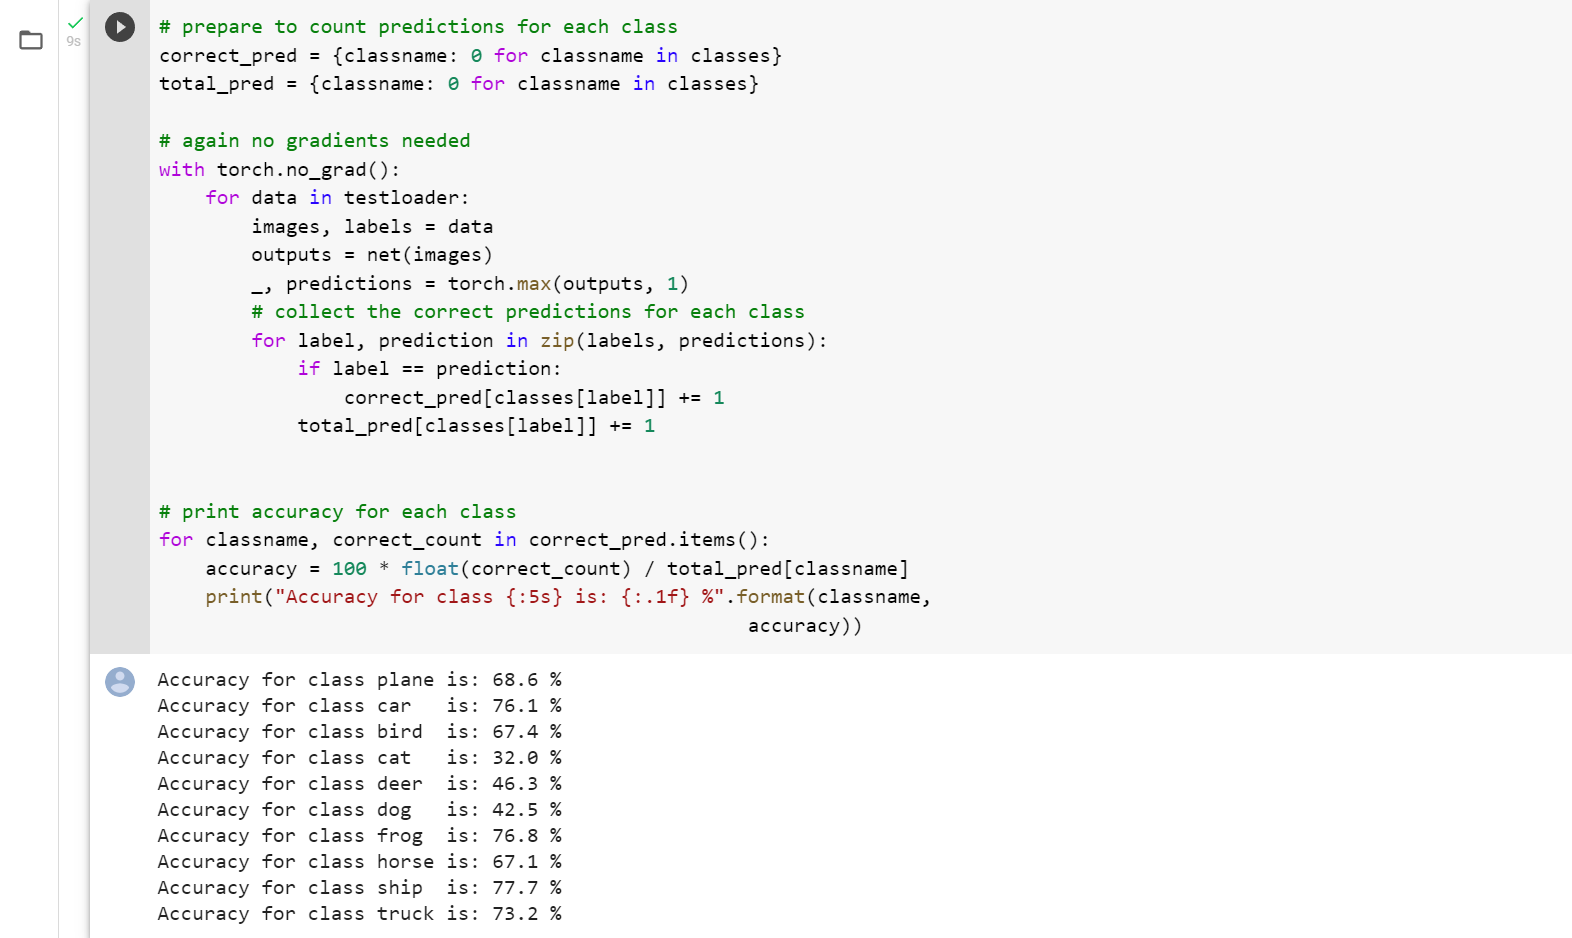 9s
# prepare to count predictions for each class
correct_pred = {classname: 0 for classname in classes}
total_pred = {classname: 0 for classname in classes}
# again no gradients needed
with torch.no_grad():
    for data in testloader:
        images, labels = data
        outputs = net(images)
        _, predictions = torch.max(outputs, 1)
        # collect the correct predictions for each class
        for label, prediction in zip(labels, predictions):
            if label == prediction:
                correct_pred[classes[label]] += 1
            total_pred[classes[label]] += 1
# print accuracy for each class
for classname, correct_count in correct_pred.items():
    accuracy = 100 * float(correct_count) / total_pred[classname]
    print("Accuracy for class {:5s} is: {:.1f} %".format(classname,
                                                   accuracy))
Accuracy for class plane is: 68.6 %
Accuracy for class car   is: 76.1 %
Accuracy for class bird  is: 67.4 %
Accuracy for class cat   is: 32.0 %
Accuracy for class deer  is: 46.3 %
Accuracy for class dog   is: 42.5 %
Accuracy for class frog  is: 76.8 %
Accuracy for class horse is: 67.1 %
Accuracy for class ship  is: 77.7 %
Accuracy for class truck is: 73.2 %